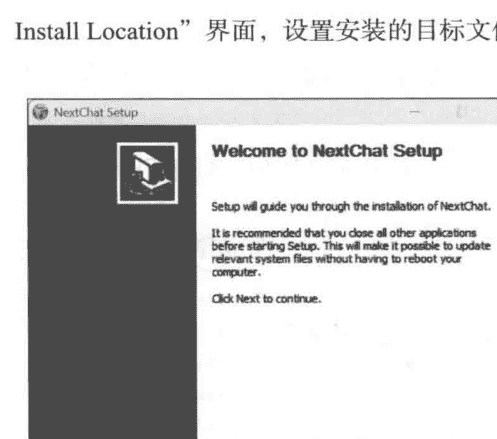 Install Location”界面，设置安装的目标文
NextChat Setup
Welcome to NextChat Setup
Setup will guide you through the installation of NextChat.
It is recommended that you close all other applications
before starting Setup. This will make it possible to update
relevant system files without having to reboot your
computer.
Click Next to continue.